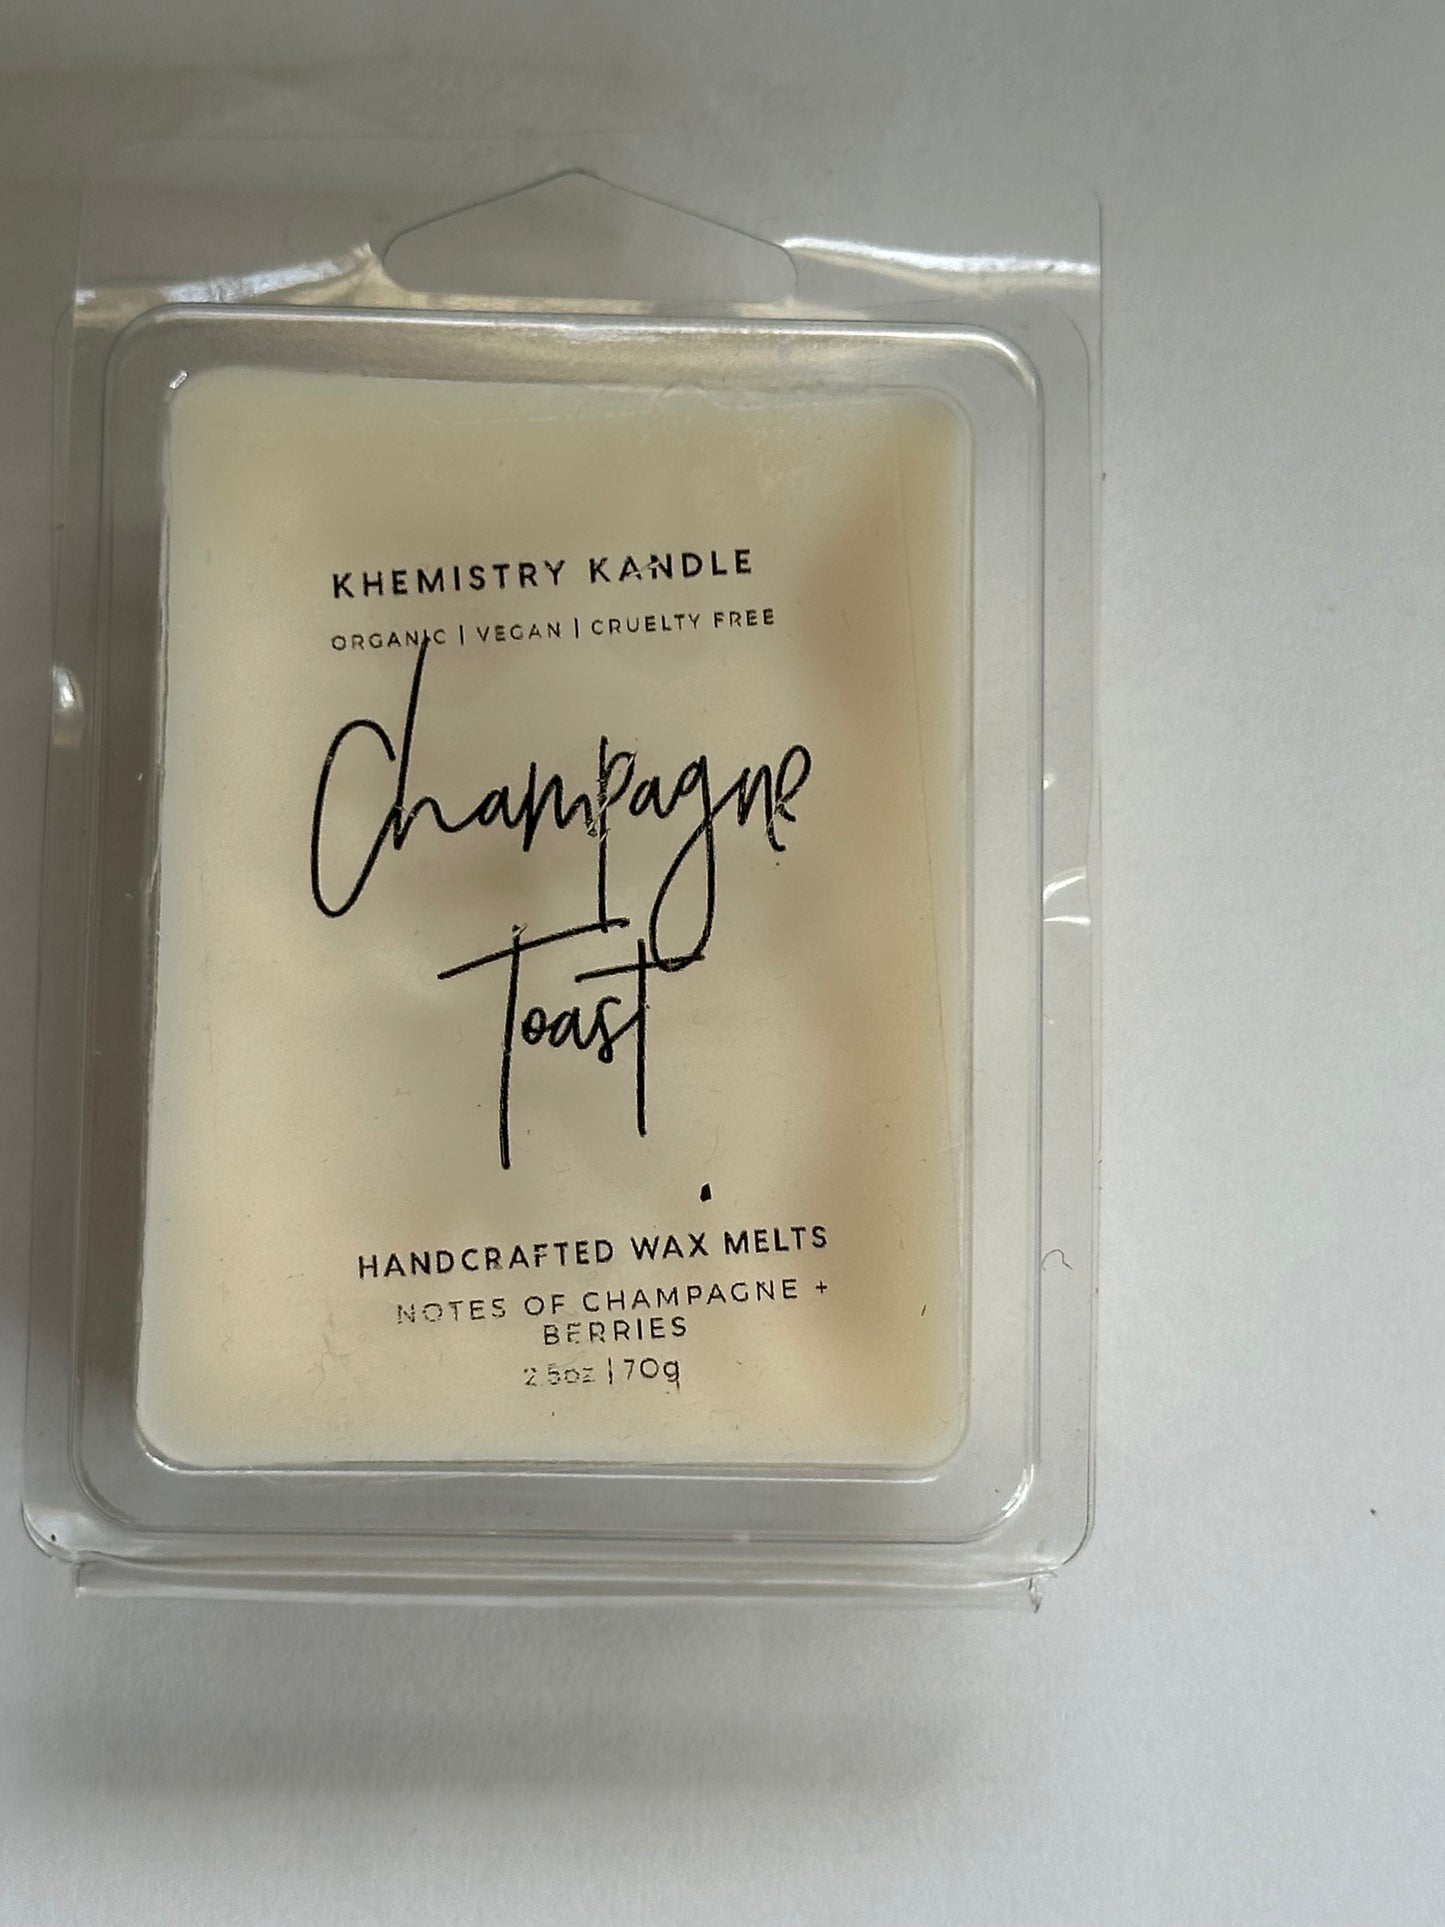 KHEMISTRY KANDLE
ORGANIC | VEGAN | CRUELTY FREE
Champagne
Toast
HANDCRAFTED WAX MELTS
NOTES OF CHAMPAGNE +
BERRIES
2.5oz | 70g